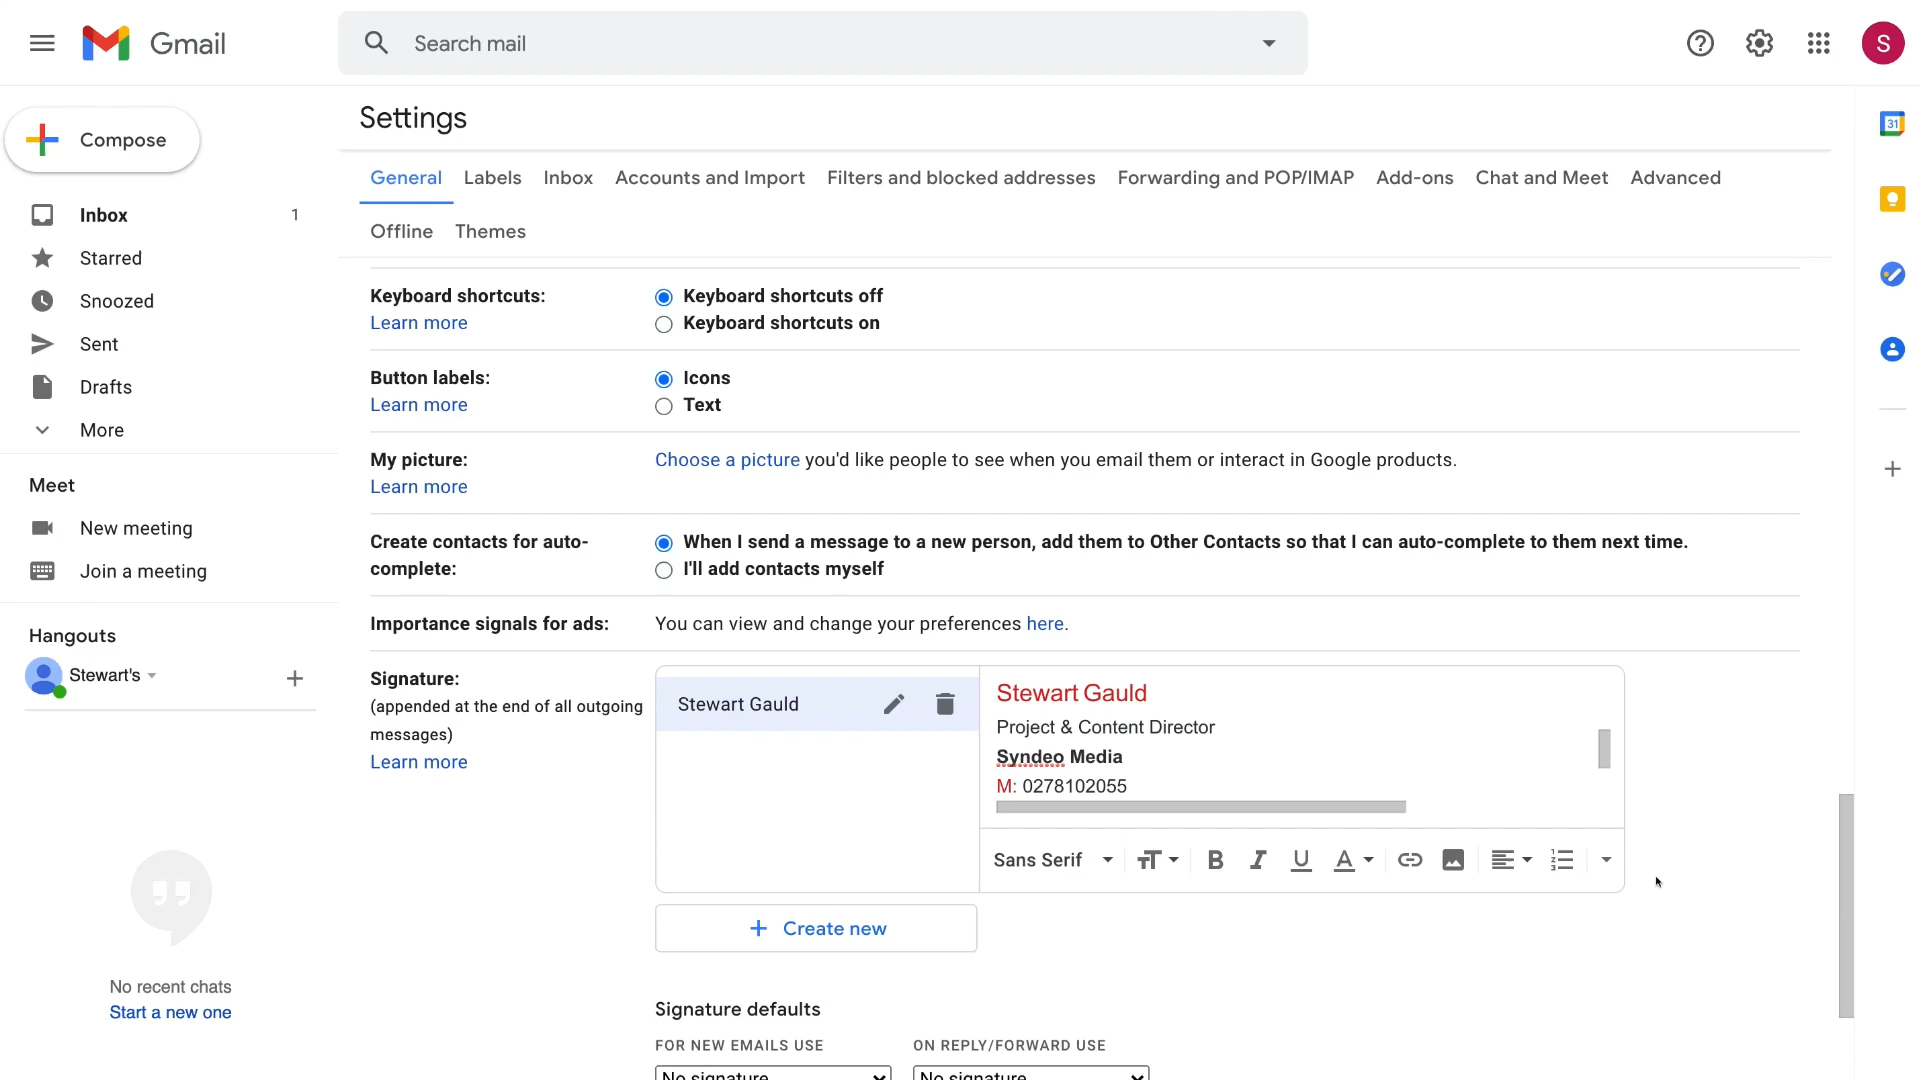 Gmail
Search mail
S
Compose
Inbox 1
Starred
Snoozed
Sent
Drafts
More
Meet
New meeting
Join a meeting
Hangouts
Stewart's
No recent chats
Start a new one
Settings
General Labels Inbox Accounts and Import Filters and blocked addresses Forwarding and POP/IMAP Add-ons Chat and Meet Advanced
Offline Themes
Keyboard shortcuts:
Learn more
Keyboard shortcuts off
Keyboard shortcuts on
Button labels:
Learn more
Icons
Text
My picture:
Learn more
Choose a picture you'd like people to see when you email them or interact in Google products.
Create contacts for auto-
complete:
When I send a message to a new person, add them to Other Contacts so that I can auto-complete to them next time.
I'll add contacts myself
Importance signals for ads:
You can view and change your preferences here.
Signature:
(appended at the end of all outgoing
messages)
Learn more
Stewart Gauld
Stewart Gauld
Project & Content Director
Syndeo Media
M: 0278102055
Sans Serif
Create new
Signature defaults
FOR NEW EMAILS USE
No signature
ON REPLY/FORWARD USE
No signature
31